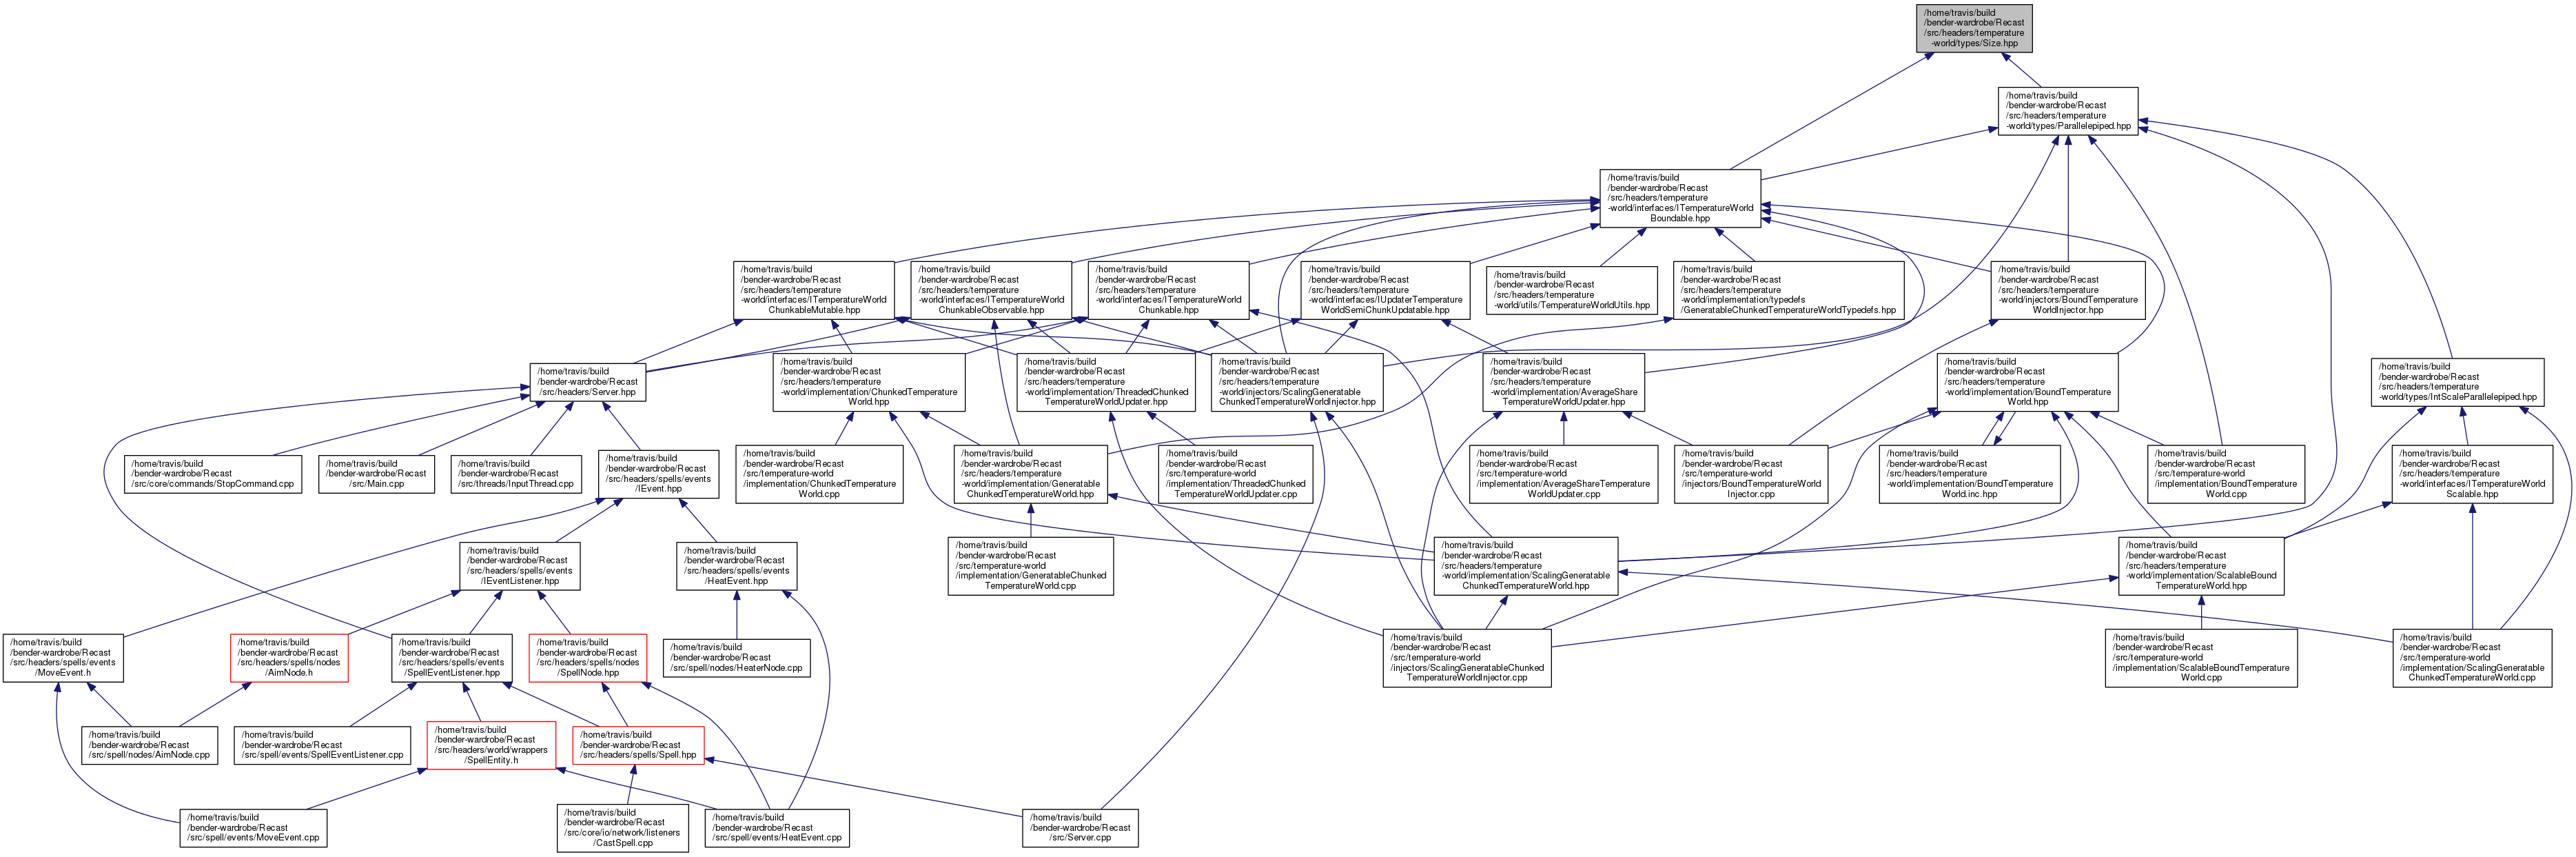 /home/travis/build
/bender-wardrobe/Recast
/src/headers/temperature
-world/types/Size.hpp
/home/travis/build
/bender-wardrobe/Recast
/src/headers/temperature
-world/types/Parallelepiped.hpp
/home/travis/build
/bender-wardrobe/Recast
/src/headers/temperature
-world/interfaces/ITemperatureWorld
Boundable.hpp
/home/travis/build
/bender-wardrobe/Recast
/src/headers/temperature
-world/interfaces/ITemperatureWorld
ChunkableMutable.hpp
/home/travis/build
/bender-wardrobe/Recast
/src/headers/temperature
-world/interfaces/ITemperatureWorld
ChunkableObservable.hpp
/home/travis/build
/bender-wardrobe/Recast
/src/headers/temperature
-world/interfaces/ITemperatureWorld
Chunkable.hpp
/home/travis/build
/bender-wardrobe/Recast
/src/headers/temperature
-world/interfaces/IUpdaterTemperature
WorldSemiChunkUpdatable.hpp
/home/travis/build
/bender-wardrobe/Recast
/src/headers/temperature
-world/utils/TemperatureWorldUtils.hpp
/home/travis/build
/bender-wardrobe/Recast
/src/headers/temperature
-world/implementation/typedefs
/GeneratableChunkedTemperatureWorldTypedefs.hpp
/home/travis/build
/bender-wardrobe/Recast
/src/headers/temperature
-world/injectors/BoundTemperature
WorldInjector.hpp
/home/travis/build
/bender-wardrobe/Recast
/src/headers/Server.hpp
/home/travis/build
/bender-wardrobe/Recast
/src/headers/temperature
-world/implementation/ChunkedTemperature
World.hpp
/home/travis/build
/bender-wardrobe/Recast
/src/headers/temperature
-world/implementation/ThreadedChunked
TemperatureWorldUpdater.hpp
/home/travis/build
/bender-wardrobe/Recast
/src/headers/temperature
-world/injectors/ScalingGeneratable
ChunkedTemperatureWorldInjector.hpp
/home/travis/build
/bender-wardrobe/Recast
/src/headers/temperature
-world/implementation/AverageShare
TemperatureWorldUpdater.hpp
/home/travis/build
/bender-wardrobe/Recast
/src/headers/temperature
-world/implementation/BoundTemperature
World.hpp
/home/travis/build
/bender-wardrobe/Recast
/src/headers/temperature
-world/types/IntScaleParallelepiped.hpp
/home/travis/build
/bender-wardrobe/Recast
/src/core/commands/StopCommand.cpp
/home/travis/build
/bender-wardrobe/Recast
/src/Main.cpp
/home/travis/build
/bender-wardrobe/Recast
/src/threads/InputThread.cpp
/home/travis/build
/bender-wardrobe/Recast
/src/headers/spells/events
/IEvent.hpp
/home/travis/build
/bender-wardrobe/Recast
/src/temperature-world
/implementation/ChunkedTemperature
World.cpp
/home/travis/build
/bender-wardrobe/Recast
/src/headers/temperature
-world/implementation/Generatable
ChunkedTemperatureWorld.hpp
/home/travis/build
/bender-wardrobe/Recast
/src/temperature-world
/implementation/ThreadedChunked
TemperatureWorldUpdater.cpp
/home/travis/build
/bender-wardrobe/Recast
/src/temperature-world
/implementation/AverageShareTemperature
WorldUpdater.cpp
/home/travis/build
/bender-wardrobe/Recast
/src/temperature-world
/injectors/BoundTemperatureWorld
Injector.cpp
/home/travis/build
/bender-wardrobe/Recast
/src/headers/temperature
-world/implementation/BoundTemperature
World.inc.hpp
/home/travis/build
/bender-wardrobe/Recast
/src/temperature-world
/implementation/BoundTemperature
World.cpp
/home/travis/build
/bender-wardrobe/Recast
/src/headers/temperature
-world/interfaces/ITemperatureWorld
Scalable.hpp
/home/travis/build
/bender-wardrobe/Recast
/src/headers/spells/events
/IEventListener.hpp
/home/travis/build
/bender-wardrobe/Recast
/src/headers/spells/events
/HeatEvent.hpp
/home/travis/build
/bender-wardrobe/Recast
/src/temperature-world
/implementation/GeneratableChunked
TemperatureWorld.cpp
/home/travis/build
/bender-wardrobe/Recast
/src/headers/temperature
-world/implementation/ScalingGeneratable
ChunkedTemperatureWorld.hpp
/home/travis/build
/bender-wardrobe/Recast
/src/headers/temperature
-world/implementation/ScalableBound
TemperatureWorld.hpp
/home/travis/build
/bender-wardrobe/Recast
/src/headers/spells/events
/MoveEvent.h
/home/travis/build
/bender-wardrobe/Recast
/src/headers/spells/nodes
/AimNode.h
/home/travis/build
/bender-wardrobe/Recast
/src/headers/spells/events
/SpellEventListener.hpp
/home/travis/build
/bender-wardrobe/Recast
/src/headers/spells/nodes
/SpellNode.hpp
/home/travis/build
/bender-wardrobe/Recast
/src/spell/nodes/HeaterNode.cpp
/home/travis/build
/bender-wardrobe/Recast
/src/temperature-world
/injectors/ScalingGeneratableChunked
TemperatureWorldInjector.cpp
/home/travis/build
/bender-wardrobe/Recast
/src/temperature-world
/implementation/ScalableBoundTemperature
World.cpp
/home/travis/build
/bender-wardrobe/Recast
/src/temperature-world
/implementation/ScalingGeneratable
ChunkedTemperatureWorld.cpp
/home/travis/build
/bender-wardrobe/Recast
/src/spell/nodes/AimNode.cpp
/home/travis/build
/bender-wardrobe/Recast
/src/spell/events/SpellEventListener.cpp
/home/travis/build
/bender-wardrobe/Recast
/src/headers/world/wrappers
/SpellEntity.h
/home/travis/build
/bender-wardrobe/Recast
/src/headers/spells/Spell.hpp
/home/travis/build
/bender-wardrobe/Recast
/src/spell/events/MoveEvent.cpp
/home/travis/build
/bender-wardrobe/Recast
/src/core/io/network/listeners
/CastSpell.cpp
/home/travis/build
/bender-wardrobe/Recast
/src/spell/events/HeatEvent.cpp
/home/travis/build
/bender-wardrobe/Recast
/src/Server.cpp